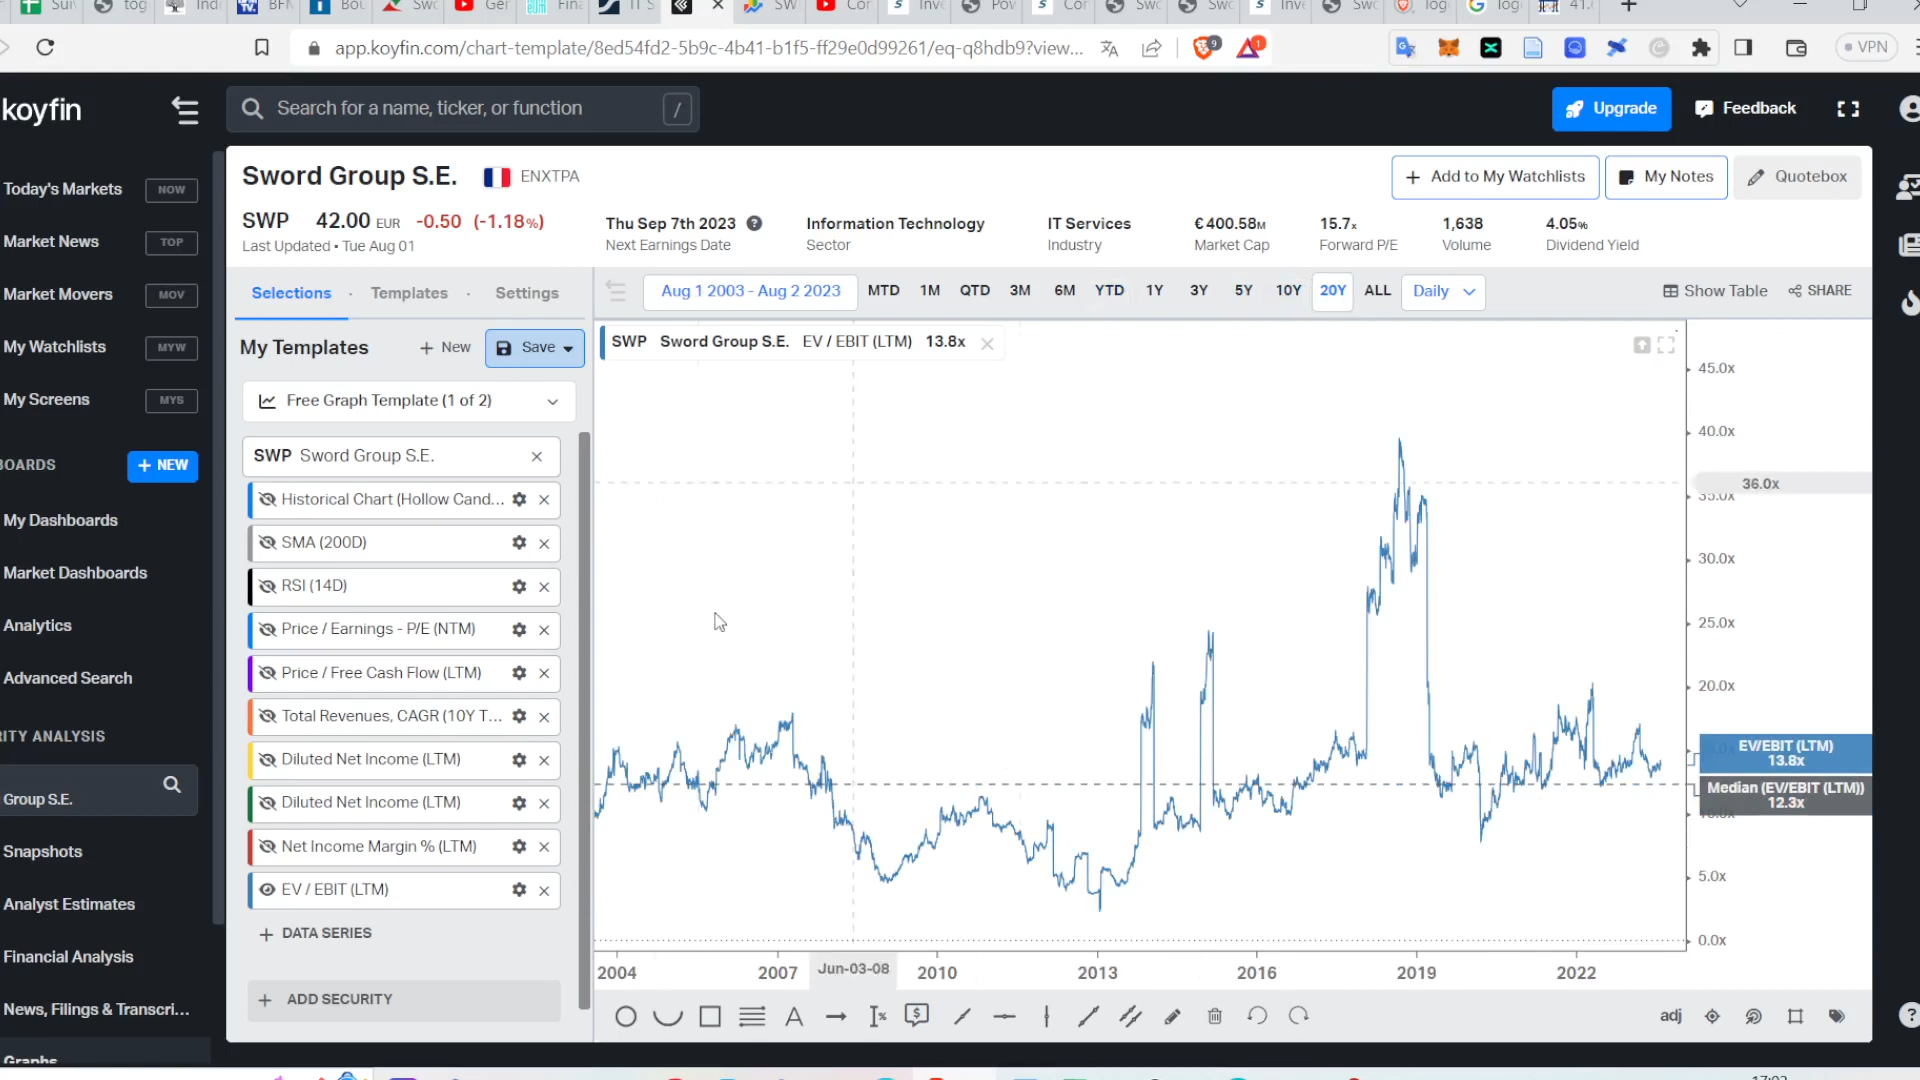 app.koyfin.com/chart-template/8ed54fd2-5b9c-4b41-b1f5-ff29e0d99261/eq-q8hdb9?view...
9
1
VPN
koyfin
Search for a name, ticker, or function
/
Upgrade
Feedback
Today's Markets NOW
Market News TOP
Market Movers MOV
My Watchlists MYW
My Screens MYS
BOARDS + NEW
My Dashboards
Market Dashboards
Analytics
Advanced Search
RITY ANALYSIS
Group S.E.
Snapshots
Analyst Estimates
Financial Analysis
News, Filings & Transcri...
Graphs
Sword Group S.E. ENXTPA
+ Add to My Watchlists
My Notes
Quotebox
SWP 42.00 EUR -0.50 (-1.18%)
Last Updated • Tue Aug 01
Thu Sep 7th 2023
Next Earnings Date
Information Technology
Sector
IT Services
Industry
€400.58M
Market Cap
15.7x
Forward P/E
1,638
Volume
4.05%
Dividend Yield
Selections · Templates · Settings
Aug 1 2003 - Aug 2 2023 MTD 1M QTD 3M 6M YTD 1Y 3Y 5Y 10Y 20Y ALL Daily
Show Table SHARE
My Templates + New Save
Free Graph Template (1 of 2)
SWP Sword Group S.E.
Historical Chart (Hollow Cand...
SMA (200D)
RSI (14D)
Price / Earnings - P/E (NTM)
Price / Free Cash Flow (LTM)
Total Revenues, CAGR (10Y T...
Diluted Net Income (LTM)
Diluted Net Income (LTM)
Net Income Margin % (LTM)
EV / EBIT (LTM)
+ DATA SERIES
+ ADD SECURITY
SWP Sword Group S.E. EV / EBIT (LTM) 13.8x
45.0x
40.0x
36.0x
35.0x
30.0x
25.0x
20.0x
EV/EBIT (LTM)
13.8x
Median (EV/EBIT (LTM))
12.3x
5.0x
0.0x
2004 2007 Jun-03-08 2010 2013 2016 2019 2022
adj